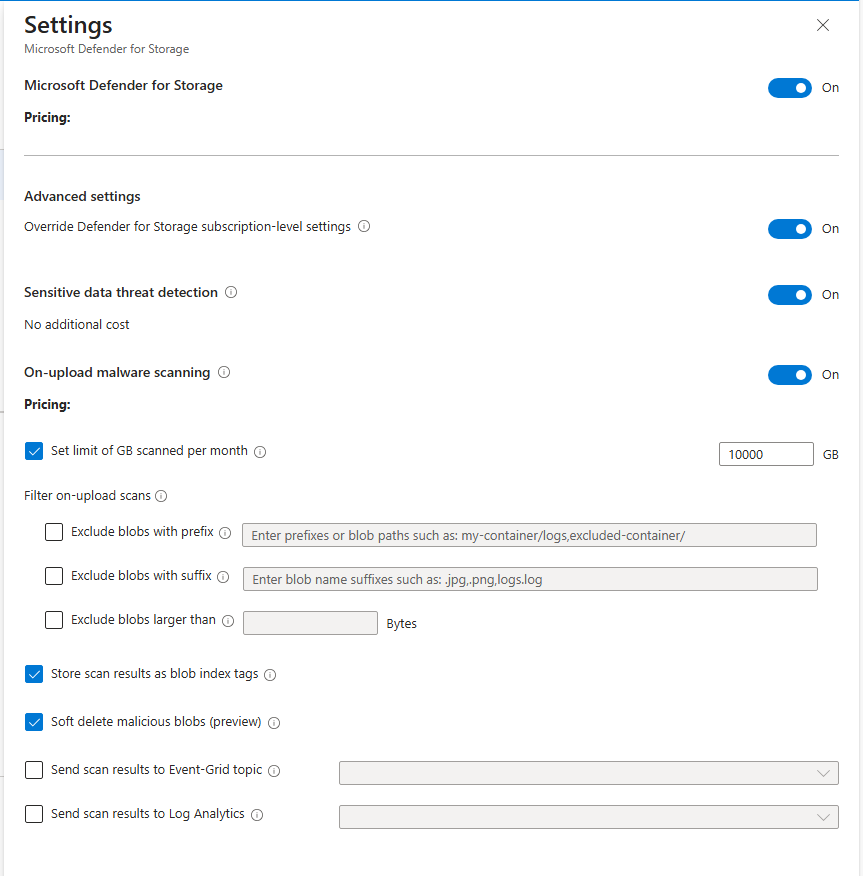 Settings
Microsoft Defender for Storage
Microsoft Defender for Storage
On
Pricing:
Advanced settings
Override Defender for Storage subscription-level settings
On
Sensitive data threat detection
On
No additional cost
On-upload malware scanning
On
Pricing:
Set limit of GB scanned per month
10000 GB
Filter on-upload scans
Exclude blobs with prefix Enter prefixes or blob paths such as: my-container/logs,excluded-container/
Exclude blobs with suffix Enter blob name suffixes such as: .jpg,.png,logs.log
Exclude blobs larger than Bytes
Store scan results as blob index tags
Soft delete malicious blobs (preview)
Send scan results to Event-Grid topic
Send scan results to Log Analytics